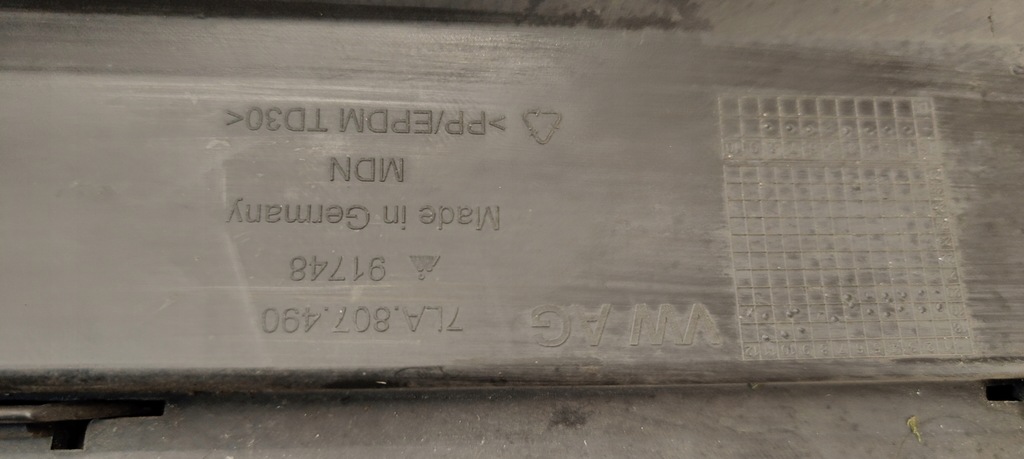 VW AG
7LA.807.490
91748
Made in Germany
MDN
>PP/EPDM TD30<